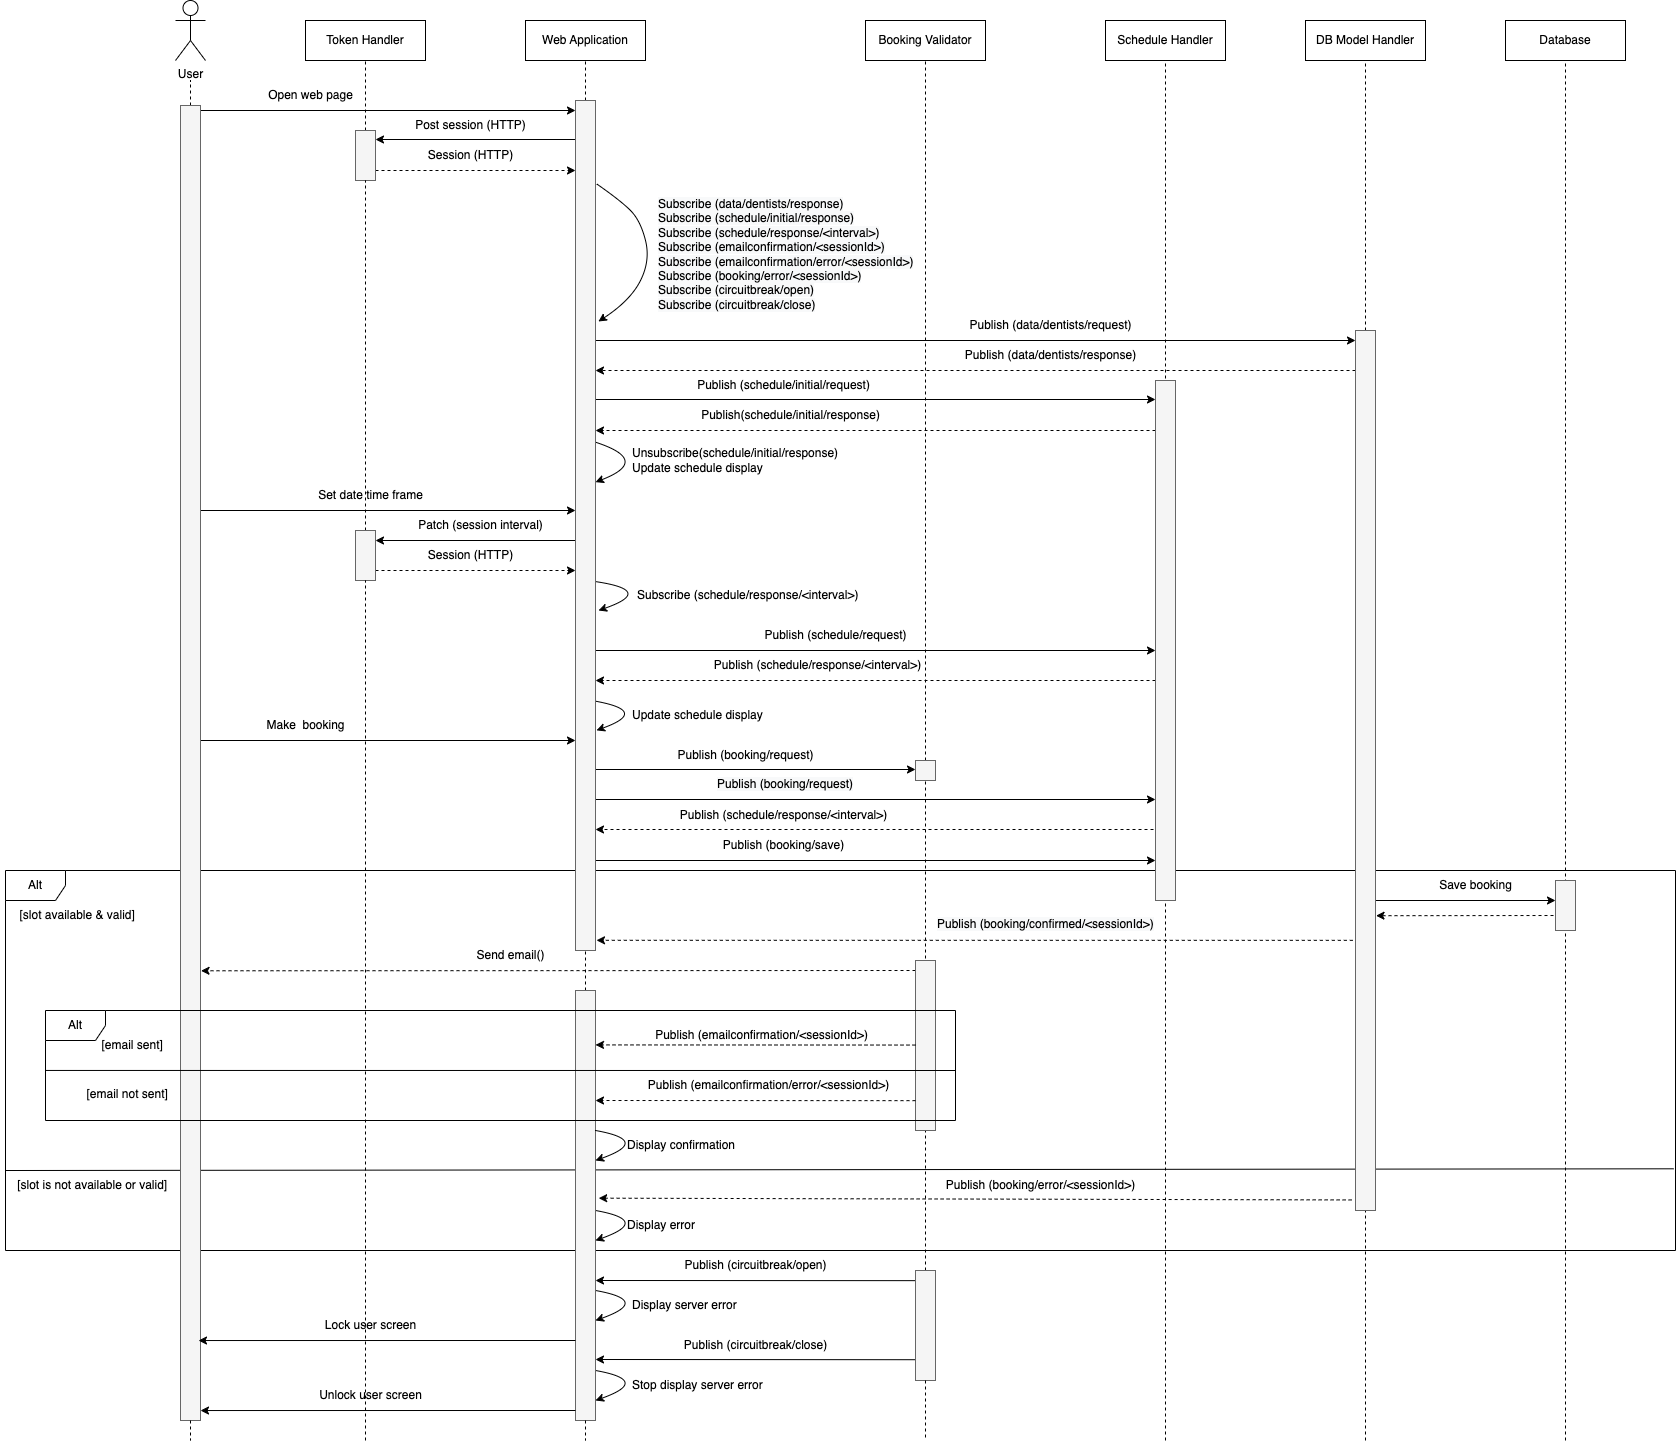 User
Token Handler
Web Application
Booking Validator
Schedule Handler
DB Model Handler
Database
Open web page
Post session (HTTP)
Session (HTTP)
Subscribe (data/dentists/response)
Subscribe (schedule/initial/response)
Subscribe (schedule/response/<interval>)
Subscribe (emailconfirmation/<sessionId>)
Subscribe (emailconfirmation/error/<sessionId>)
Subscribe (booking/error/<sessionId>)
Subscribe (circuitbreak/open)
Subscribe (circuitbreak/close)
Publish (data/dentists/request)
Publish (data/dentists/response)
Publish (schedule/initial/request)
Publish(schedule/initial/response)
Unsubscribe(schedule/initial/response)
Update schedule display
Set date time frame
Patch (session interval)
Session (HTTP)
Subscribe (schedule/response/<interval>)
Publish (schedule/request)
Publish (schedule/response/<interval>)
Update schedule display
Make  booking
Publish (booking/request)
Publish (booking/request)
Publish (schedule/response/<interval>)
Publish (booking/save)
Alt
Save booking
[slot available & valid]
Publish (booking/confirmed/<sessionId>)
Send email()
Alt
[email sent]
Publish (emailconfirmation/<sessionId>)
Publish (emailconfirmation/error/<sessionId>)
[email not sent]
Display confirmation
[slot is not available or valid]
Publish (booking/error/<sessionId>)
Display error
Publish (circuitbreak/open)
Display server error
Lock user screen
Publish (circuitbreak/close)
Stop display server error
Unlock user screen